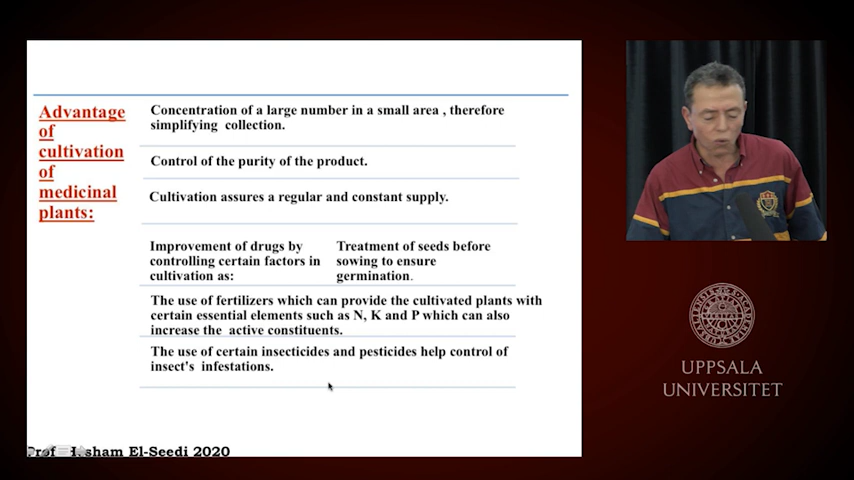 Advantage
of
cultivation
of
medicinal
plants:
Concentration of a large number in a small area , therefore
simplifying collection.
Control of the purity of the product.
Cultivation assures a regular and constant supply.
Improvement of drugs by
controlling certain factors in
cultivation as:
Treatment of seeds before
sowing to ensure
germination.
The use of fertilizers which can provide the cultivated plants with
certain essential elements such as N, K and P which can also
increase the active constituents.
The use of certain insecticides and pesticides help control of
insect's infestations.
El-Seedi 2020
UPPSALA
UNIVERSITET